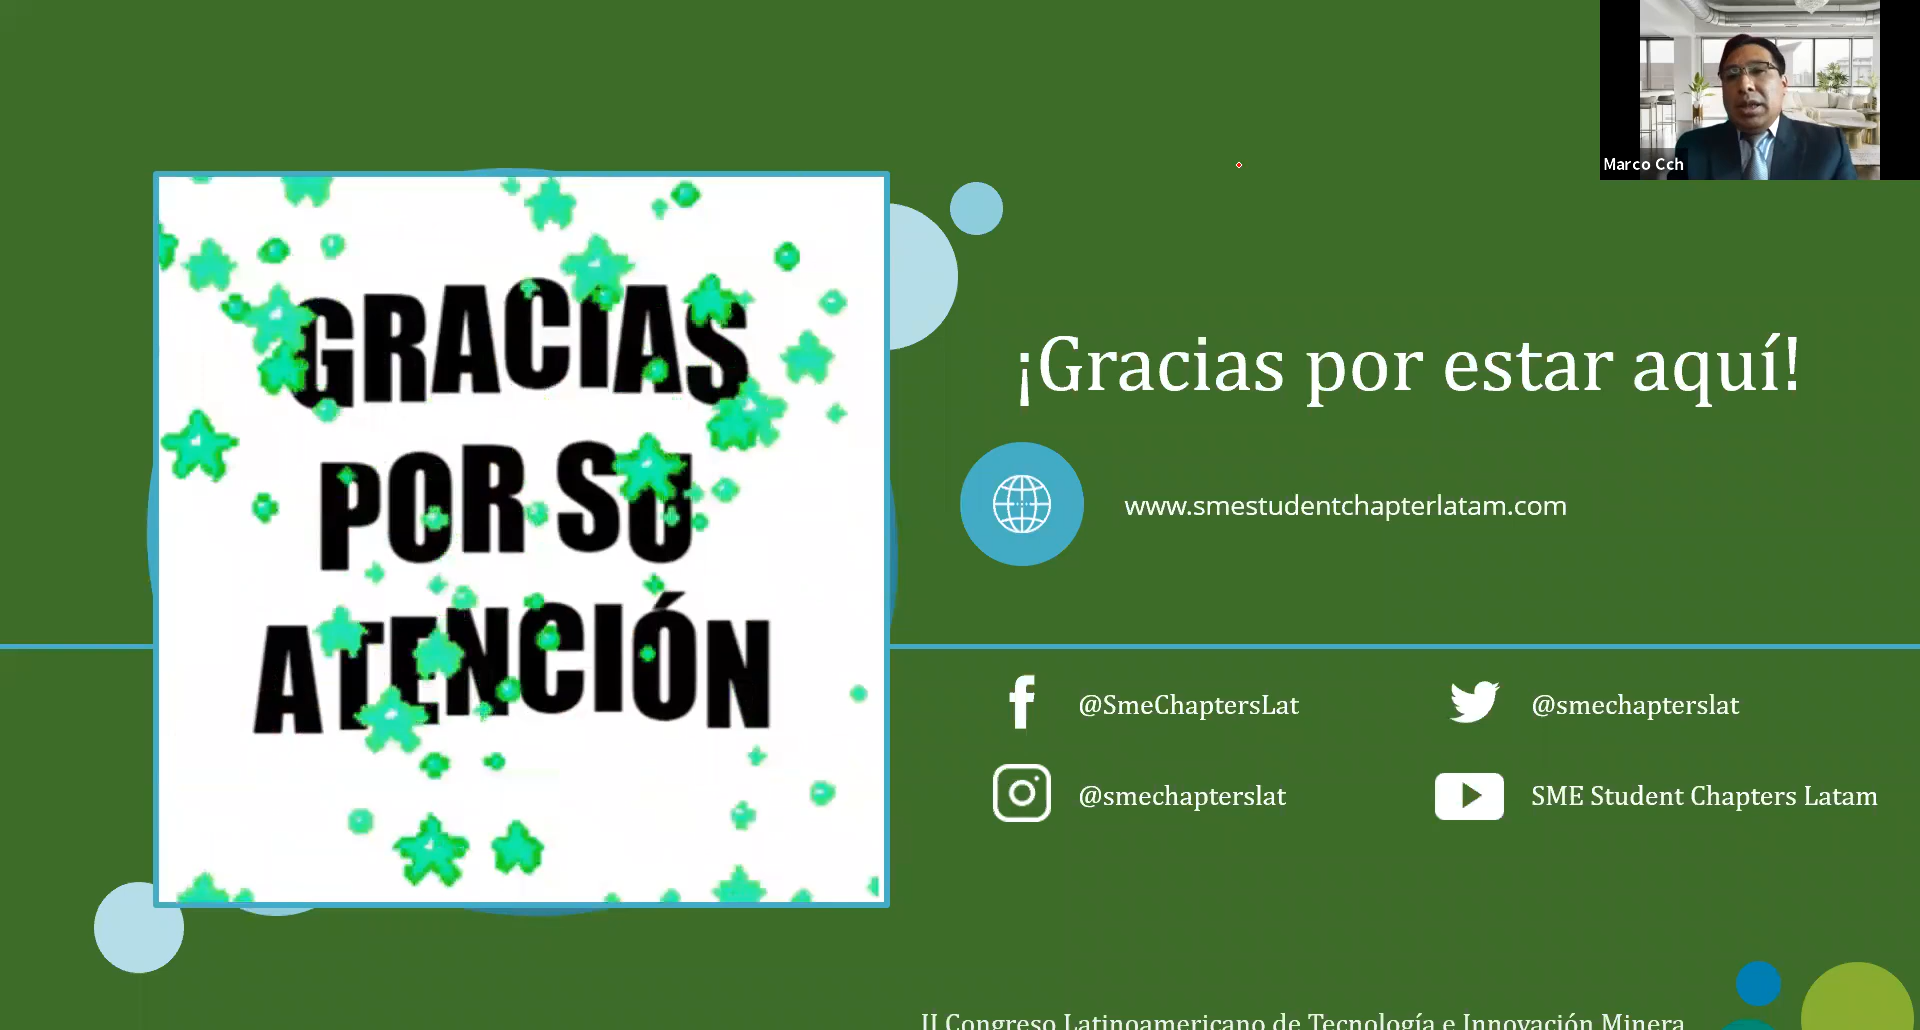 Marco Cch
GRACIAS
POR SU
ATENCIÓN
¡Gracias por estar aquí!
www.smestudentchapterlatam.com
@SmeChaptersLat
@smechapterslat
@smechapterslat
SME Student Chapters Latam
II Congreso Latinoamericano de Tecnología e Innovación Minera